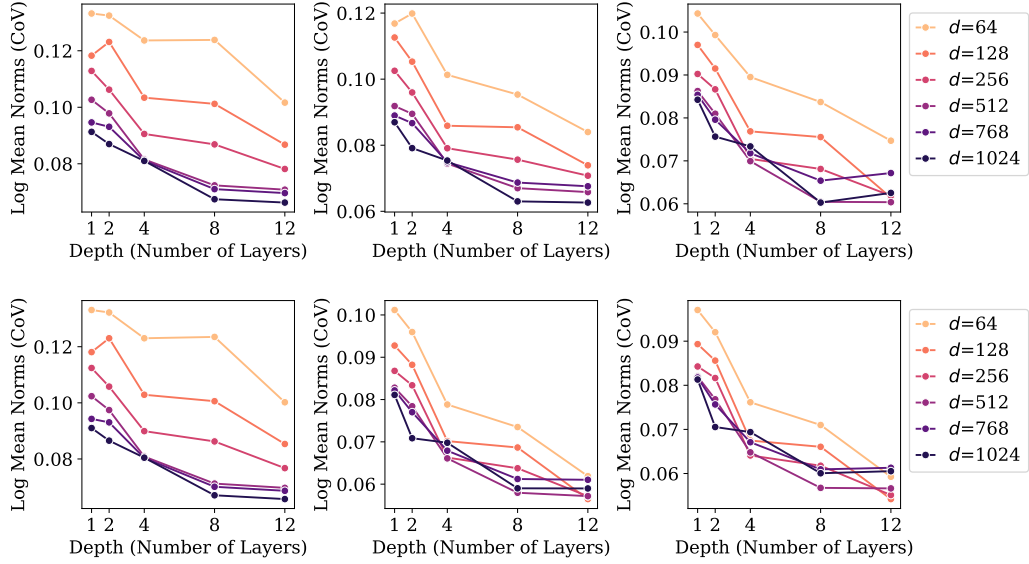 0.12
0.10
0.08
Log Mean Norms (CoV)
1 2 4 8 12
Depth (Number of Layers)
0.12
0.10
0.08
0.06
Log Mean Norms (CoV)
1 2 4 8 12
Depth (Number of Layers)
0.10
0.09
0.08
0.07
0.06
Log Mean Norms (CoV)
1 2 4 8 12
Depth (Number of Layers)
d=64
d=128
d=256
d=512
d=768
d=1024
0.12
0.10
0.08
Log Mean Norms (CoV)
1 2 4 8 12
Depth (Number of Layers)
0.10
0.09
0.08
0.07
0.06
Log Mean Norms (CoV)
1 2 4 8 12
Depth (Number of Layers)
0.09
0.08
0.07
0.06
Log Mean Norms (CoV)
1 2 4 8 12
Depth (Number of Layers)
d=64
d=128
d=256
d=512
d=768
d=1024